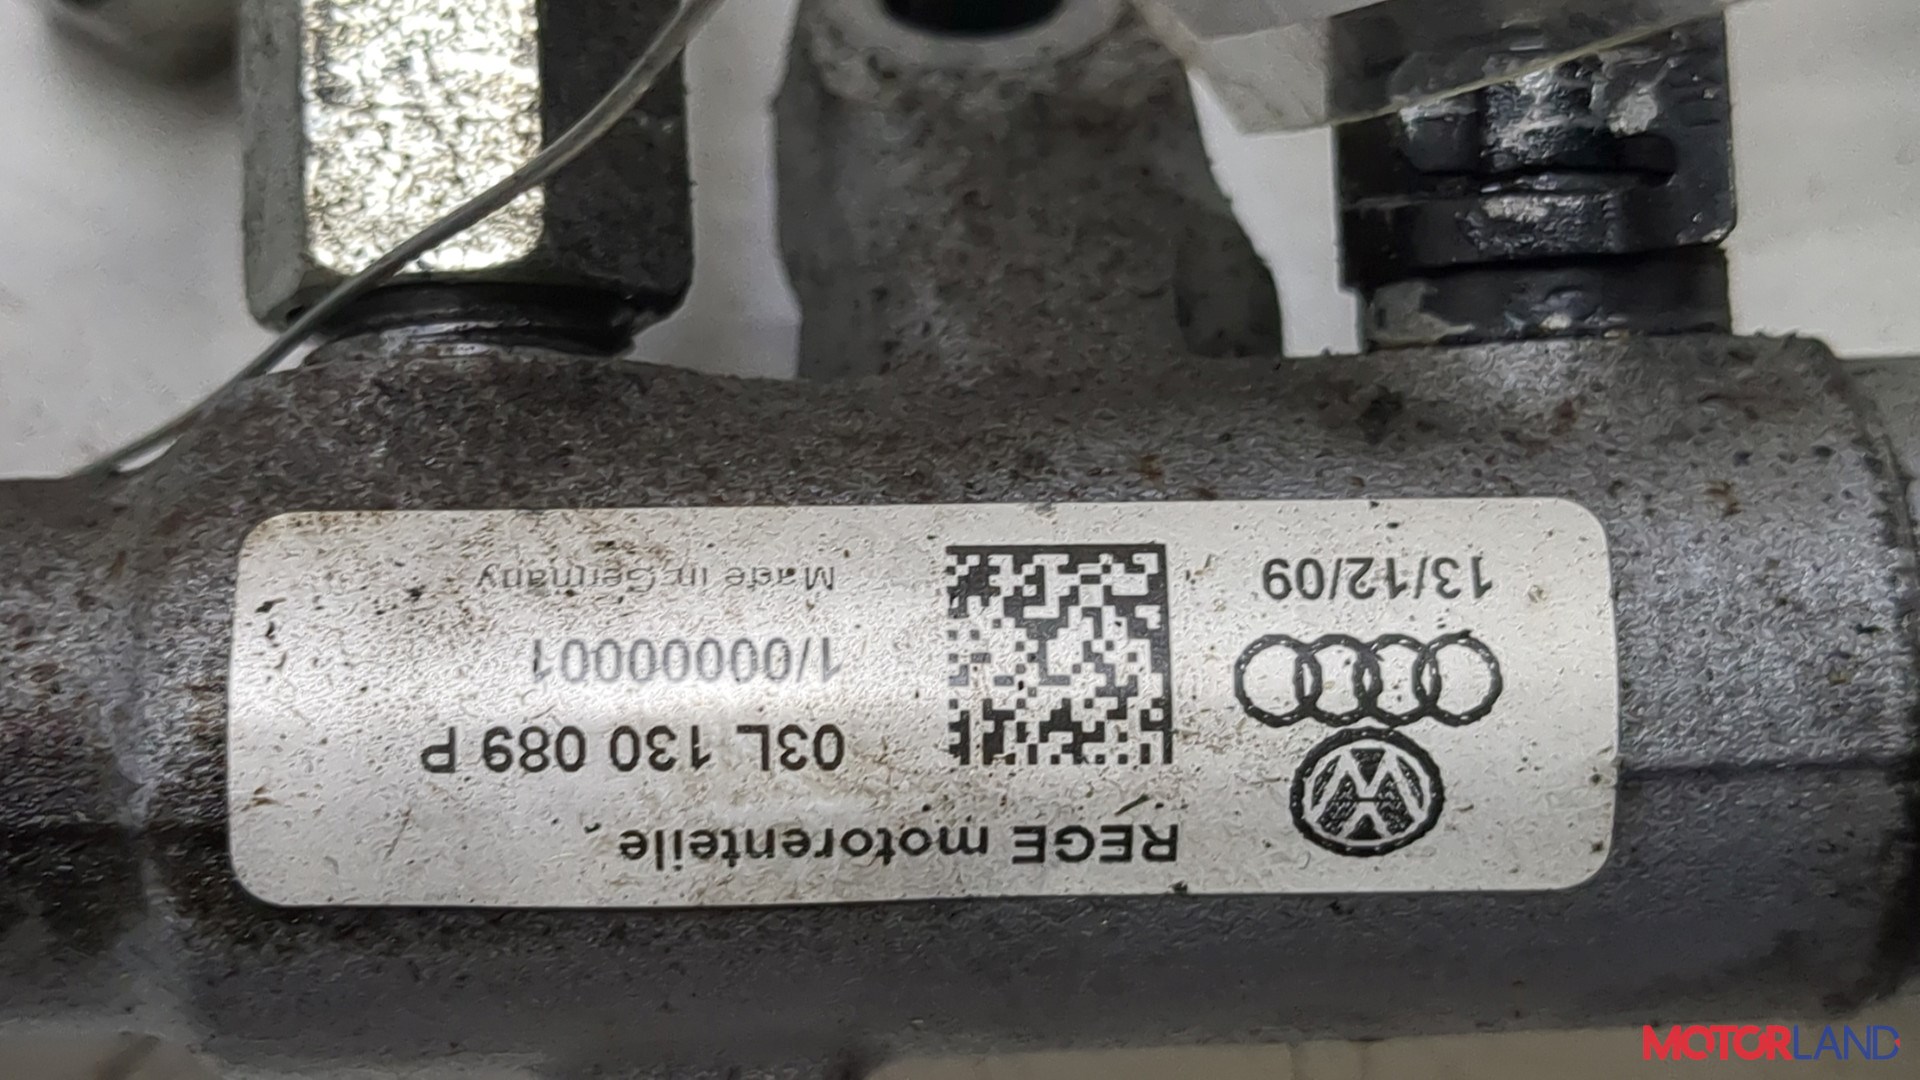 REGE motorenteile
03L 130 089 P
1/00000001
Made in Germany
13/12/09
MOTORLAND